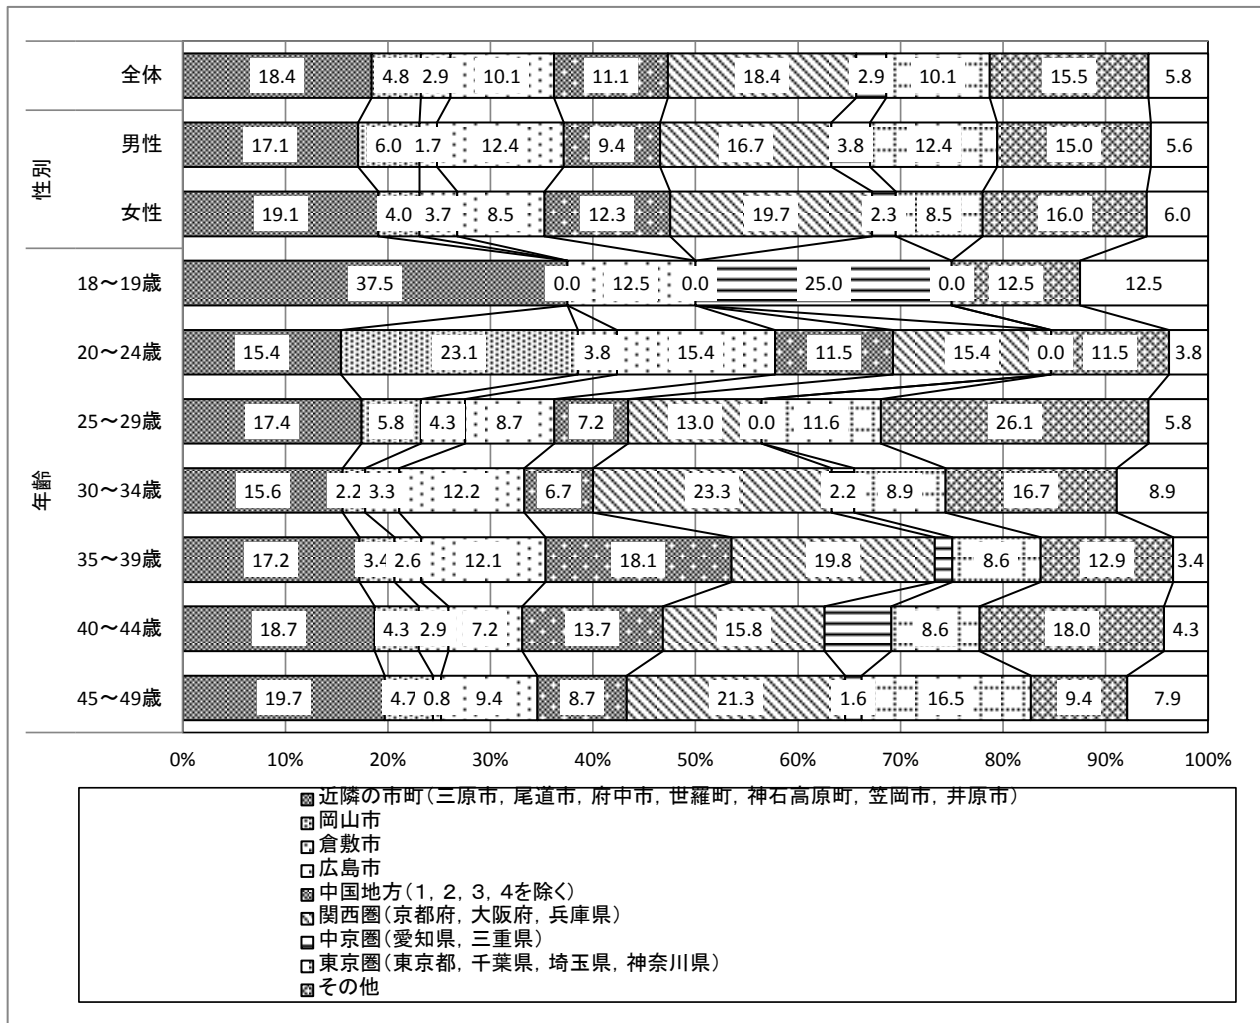 全体 18.4 4.8 2.9 10.1 11.1 18.4 2.9 10.1 15.5 5.8
性別
男性 17.1 6.0 1.7 12.4 9.4 16.7 3.8 12.4 15.0 5.6
女性 19.1 4.0 3.7 8.5 12.3 19.7 2.3 8.5 16.0 6.0
年齢
18～19歳 37.5 0.0 12.5 0.0 25.0 0.0 12.5 12.5
20～24歳 15.4 23.1 3.8 15.4 11.5 15.4 0.0 11.5 3.8
25～29歳 17.4 5.8 4.3 8.7 7.2 13.0 0.0 11.6 26.1 5.8
30～34歳 15.6 2.2 3.3 12.2 6.7 23.3 2.2 8.9 16.7 8.9
35～39歳 17.2 3.4 2.6 12.1 18.1 19.8 8.6 12.9 3.4
40～44歳 18.7 4.3 2.9 7.2 13.7 15.8 8.6 18.0 4.3
45～49歳 19.7 4.7 0.8 9.4 8.7 21.3 1.6 16.5 9.4 7.9
0% 10% 20% 30% 40% 50% 60% 70% 80% 90% 100%
近隣の市町（三原市，尾道市，府中市，世羅町，神石高原町，笠岡市，井原市）
岡山市
倉敷市
広島市
中国地方（1，2，3，4を除く）
関西圏（京都府，大阪府，兵庫県）
中京圏（愛知県，三重県）
東京圏（東京都，千葉県，埼玉県，神奈川県）
その他